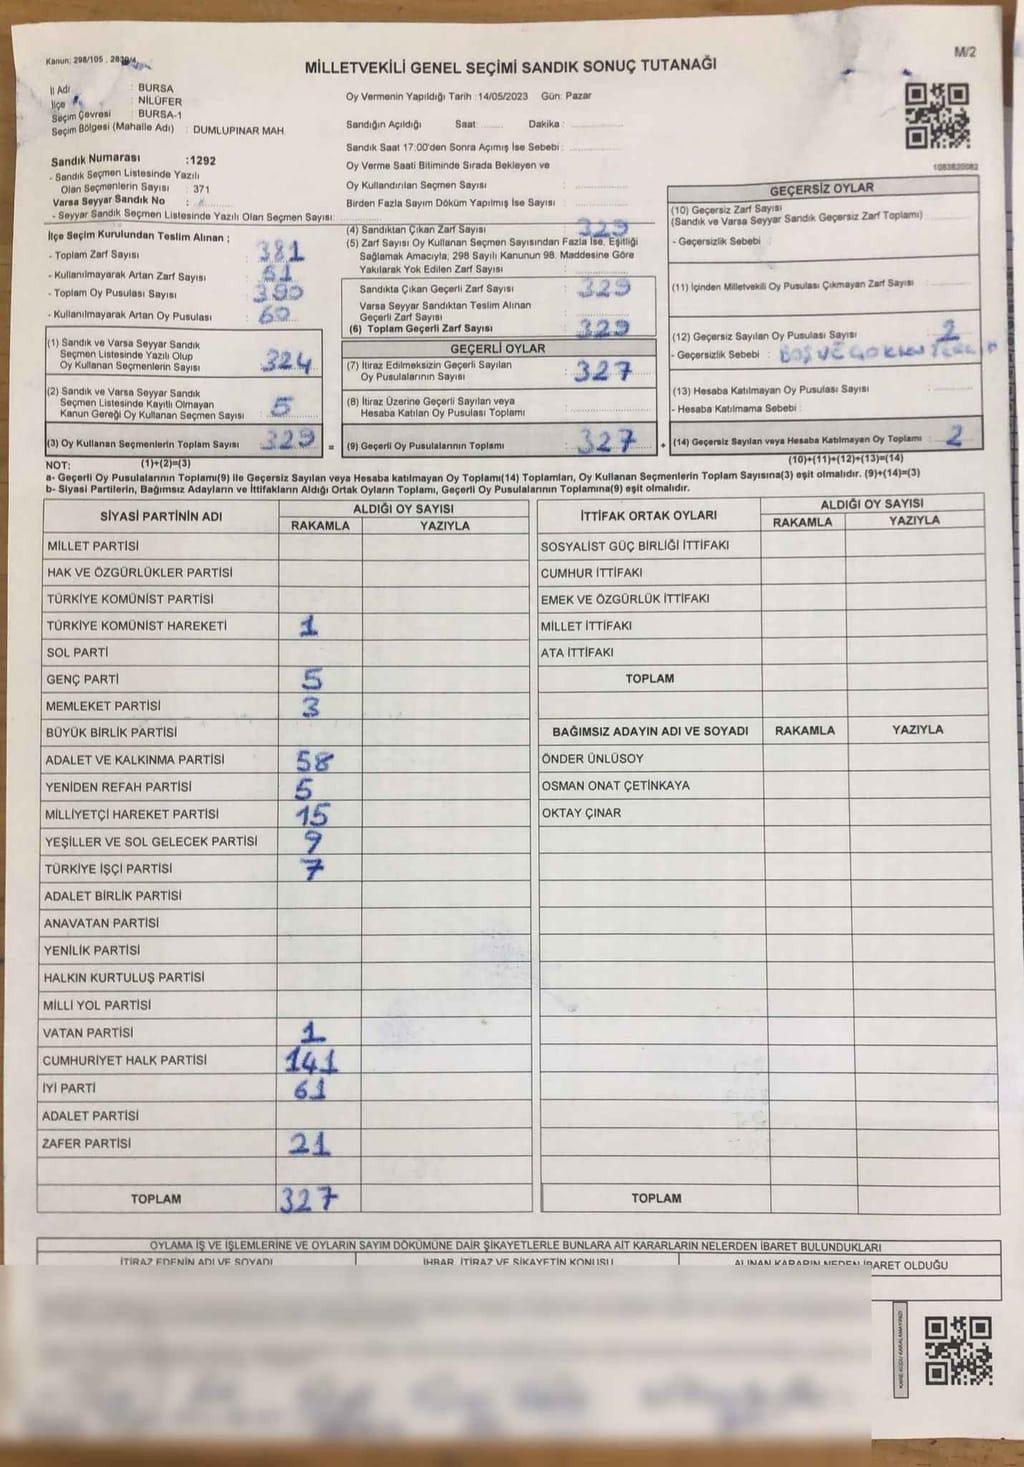 Kanun: 298/105 ,
MİLLETVEKİLİ GENEL SEÇİMİ SANDIK SONUÇ TUTANAĞI
M/2
İl Adı : BURSA
İlçe : NİLÜFER
Seçim Çevresi : BURSA-1
Seçim Bölgesi (Mahalle Adı) : DUMLUPINAR MAH.
Oy Vermenin Yapıldığı Tarih :14/05/2023 Gün: Pazar
Sandığın Açıldığı Saat: Dakika :
Sandık Saat 17:00'den Sonra Açımış İse Sebebi :
Oy Verme Saati Bitiminde Sırada Bekleyen ve
Oy Kullandırılan Seçmen Sayısı :
Birden Fazla Sayım Döküm Yapılmış İse Sayısı :
Sandık Numarası :1292
- Sandık Seçmen Listesinde Yazılı
Olan Seçmenlerin Sayısı : 371
Varsa Seyyar Sandık No :
- Seyyar Sandık Seçmen Listesinde Yazılı Olan Seçmen Sayısı:
İlçe Seçim Kurulundan Teslim Alınan ;
- Toplam Zarf Sayısı : 381
- Kullanılmayarak Artan Zarf Sayısı : 61
- Toplam Oy Pusulası Sayısı : 390
- Kullanılmayarak Artan Oy Pusulası : 60
(1) Sandık ve Varsa Seyyar Sandık
Seçmen Listesinde Yazılı Olup
Oy Kullanan Seçmenlerin Sayısı : 324
(2) Sandık ve Varsa Seyyar Sandık
Seçmen Listesinde Kayıtlı Olmayan
Kanun Gereği Oy Kullanan Seçmen Sayısı : 5
(3) Oy Kullanan Seçmenlerin Toplam Sayısı : 329 =
(1)+(2)=(3)
(4) Sandıktan Çıkan Zarf Sayısı : 329
(5) Zarf Sayısı Oy Kullanan Seçmen Sayısından Fazla İse, Eşitliği
Sağlamak Amacıyla, 298 Sayılı Kanunun 98. Maddesine Göre
Yakılarak Yok Edilen Zarf Sayısı :
Sandıkta Çıkan Geçerli Zarf Sayısı : 329
Varsa Seyyar Sandıktan Teslim Alınan
Geçerli Zarf Sayısı :
(6) Toplam Geçerli Zarf Sayısı : 329
GEÇERLİ OYLAR
(7) İtiraz Edilmeksizin Geçerli Sayılan
Oy Pusulalarının Sayısı : 327
(8) İtiraz Üzerine Geçerli Sayılan veya
Hesaba Katılan Oy Pusulası Toplamı :
(9) Geçerli Oy Pusulalarının Toplamı : 327 +
1083820082
GEÇERSİZ OYLAR
(10) Geçersiz Zarf Sayısı
(Sandık ve Varsa Seyyar Sandık Geçersiz Zarf Toplamı) :
- Geçersizlik Sebebi :
(11) İçinden Milletvekili Oy Pusulası Çıkmayan Zarf Sayısı :
(12) Geçersiz Sayılan Oy Pusulası Sayısı : 2
- Geçersizlik Sebebi : BOŞ VE ÇOKLU TERCİH
(13) Hesaba Katılmayan Oy Pusulası Sayısı :
- Hesaba Katılmama Sebebi :
(14) Geçersiz Sayılan veya Hesaba Katılmayan Oy Toplamı : 2
(10)+(11)+(12)+(13)=(14)
NOT:
a- Geçerli Oy Pusulalarının Toplamı(9) ile Geçersiz Sayılan veya Hesaba katılmayan Oy Toplamı(14) Toplamları, Oy Kullanan Seçmenlerin Toplam Sayısına(3) eşit olmalıdır. (9)+(14)=(3)
b- Siyasi Partilerin, Bağımsız Adayların ve İttifakların Aldığı Ortak Oyların Toplamı, Geçerli Oy Pusulalarının Toplamına(9) eşit olmalıdır.
SİYASİ PARTİNİN ADI ALDIĞI OY SAYISI
RAKAMLA YAZIYLA
MİLLET PARTİSİ
HAK VE ÖZGÜRLÜKLER PARTİSİ
TÜRKİYE KOMÜNİST PARTİSİ
TÜRKİYE KOMÜNİST HAREKETİ 1
SOL PARTİ
GENÇ PARTİ 5
MEMLEKET PARTİSİ 3
BÜYÜK BİRLİK PARTİSİ
ADALET VE KALKINMA PARTİSİ 58
YENİDEN REFAH PARTİSİ 5
MİLLİYETÇİ HAREKET PARTİSİ 15
YEŞİLLER VE SOL GELECEK PARTİSİ 9
TÜRKİYE İŞÇİ PARTİSİ 7
ADALET BİRLİK PARTİSİ
ANAVATAN PARTİSİ
YENİLİK PARTİSİ
HALKIN KURTULUŞ PARTİSİ
MİLLİ YOL PARTİSİ
VATAN PARTİSİ 1
CUMHURİYET HALK PARTİSİ 141
İYİ PARTİ 61
ADALET PARTİSİ
ZAFER PARTİSİ 21
TOPLAM 327
İTTİFAK ORTAK OYLARI ALDIĞI OY SAYISI
RAKAMLA YAZIYLA
SOSYALİST GÜÇ BİRLİĞİ İTTİFAKI
CUMHUR İTTİFAKI
EMEK VE ÖZGÜRLÜK İTTİFAKI
MİLLET İTTİFAKI
ATA İTTİFAKI
TOPLAM
BAĞIMSIZ ADAYIN ADI VE SOYADI RAKAMLA YAZIYLA
ÖNDER ÜNLÜSOY
OSMAN ONAT ÇETİNKAYA
OKTAY ÇINAR
TOPLAM
OYLAMA İŞ VE İŞLEMLERİNE VE OYLARIN SAYIM DÖKÜMÜNE DAİR ŞİKAYETLERLE BUNLARA AİT KARARLARIN NELERDEN İBARET BULUNDUKLARI
İTİRAZ EDENİN ADI VE SOYADI İHBAR, İTİRAZ VE ŞİKAYETİN KONUSU ALINAN KARARIN NEDEN İBARET OLDUĞU